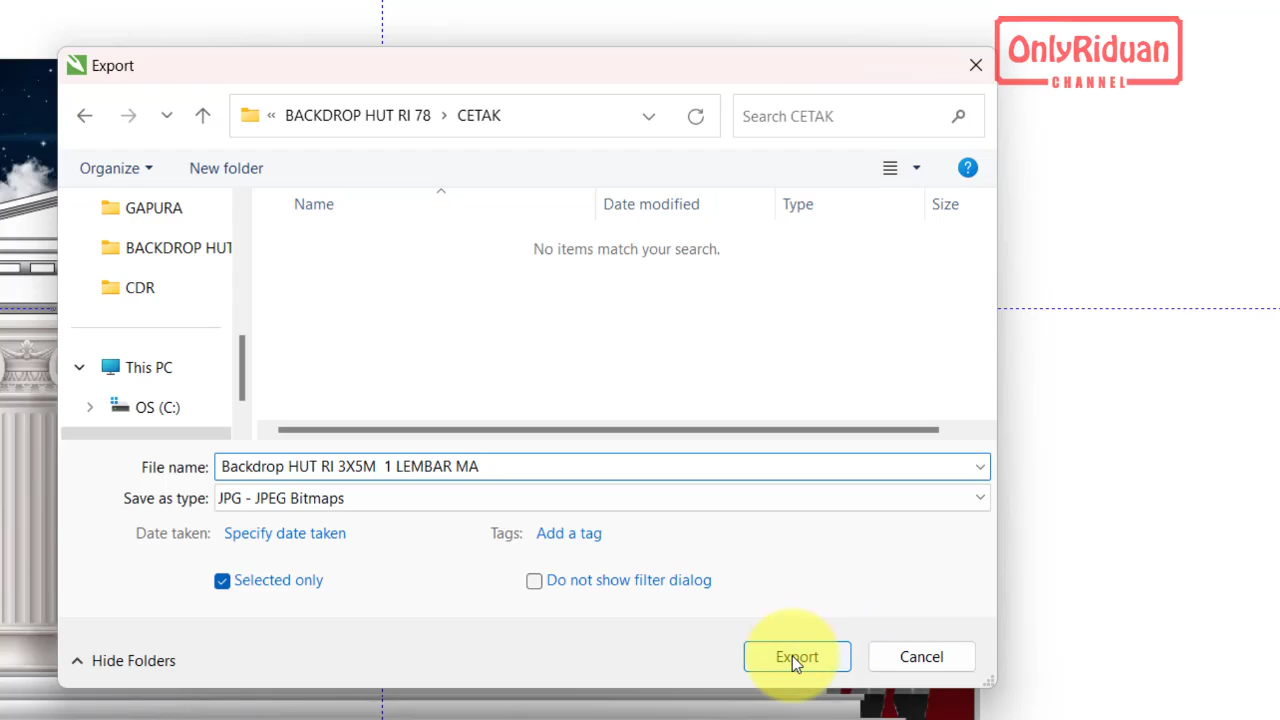 OnlyRiduan
CHANNEL
Export
« BACKDROP HUT RI 78 > CETAK
Search CETAK
Organize
New folder
?
Name
Date modified
Type
Size
GAPURA
BACKDROP HUT
CDR
No items match your search.
This PC
OS (C:)
File name: Backdrop HUT RI 3X5M  1 LEMBAR MA
Save as type: JPG - JPEG Bitmaps
Date taken: Specify date taken
Tags: Add a tag
Selected only
Do not show filter dialog
Hide Folders
Export
Cancel